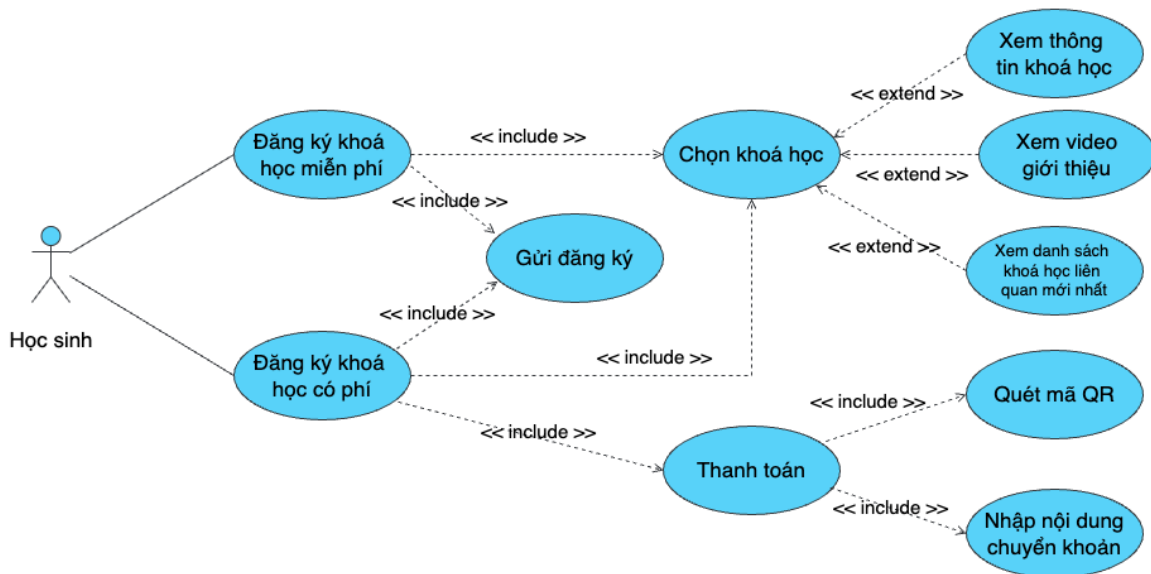 Xem thông
tin khoá học
<< extend >>
Đăng ký khoá
học miễn phí
<< include >>
Chọn khoá học
Xem video
giới thiệu
<< extend >>
<< include >>
Gửi đăng ký
<< extend >>
Xem danh sách
khoá học liên
quan mới nhất
Học sinh
<< include >>
Đăng ký khoá
học có phí
<< include >>
Quét mã QR
<< include >>
<< include >>
Thanh toán
<< include >>
Nhập nội dung
chuyển khoản